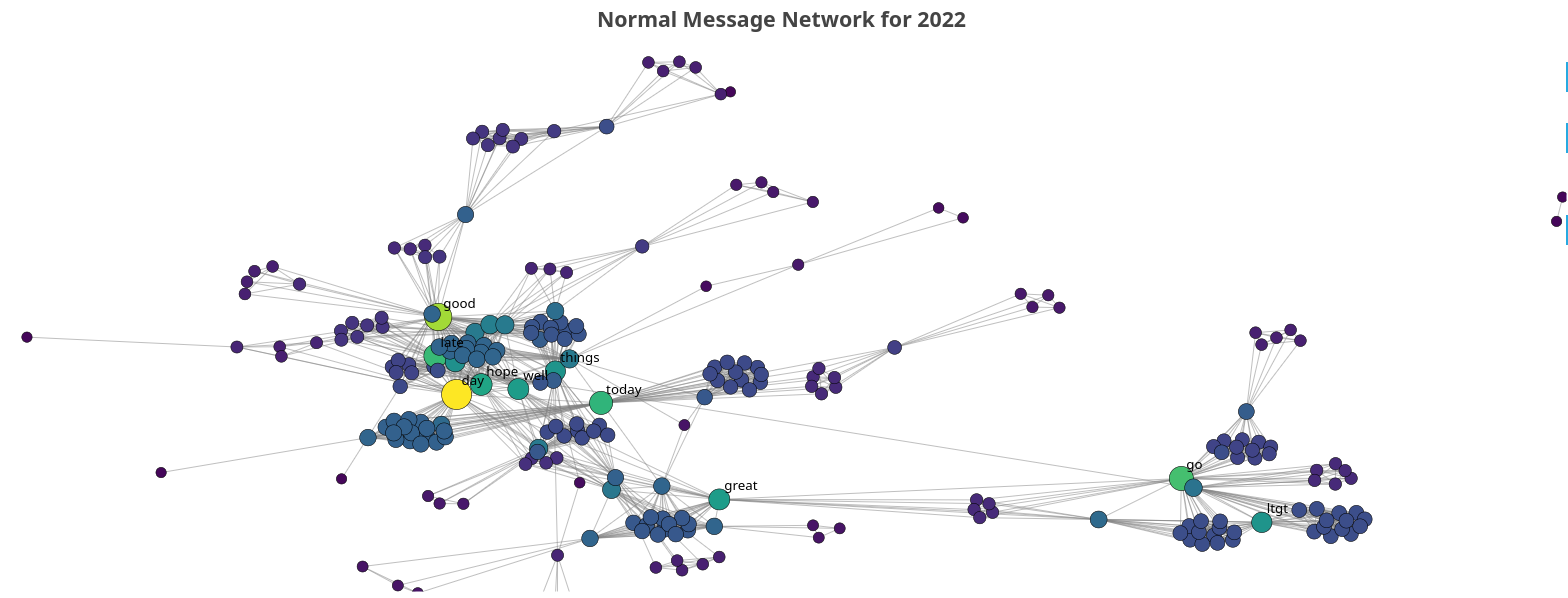 Normal Message Network for 2022
good
late
things
hope
well
day
today
go
great
ltgt